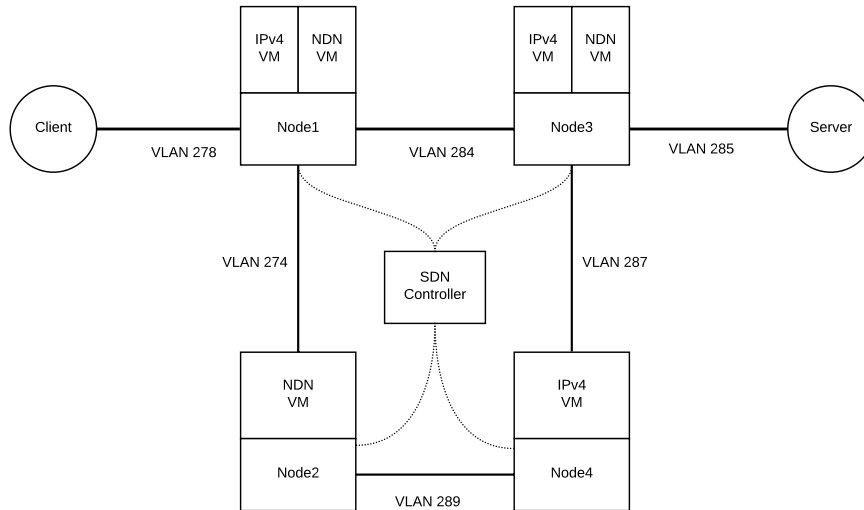 IPv4
VM
NDN
VM
IPv4
VM
NDN
VM
Client
Node1
Node3
Server
VLAN 278
VLAN 284
VLAN 285
VLAN 274
SDN
Controller
VLAN 287
NDN
VM
IPv4
VM
Node2
Node4
VLAN 289